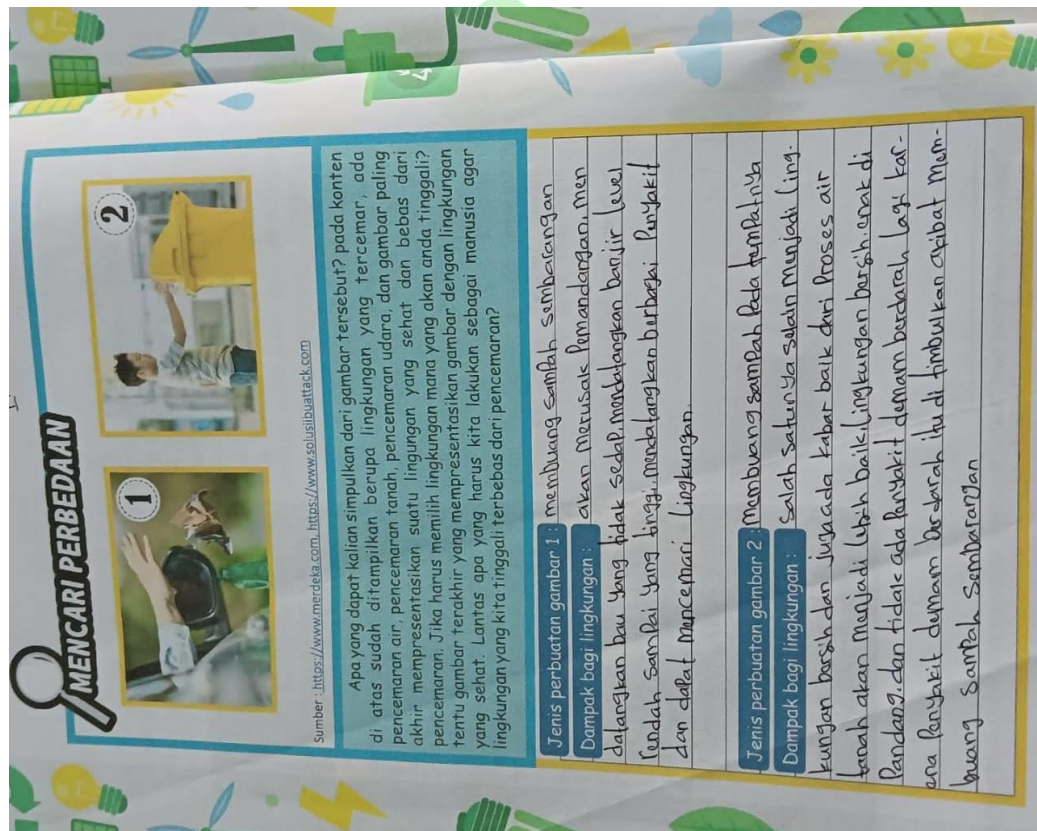 MENCARI PERBEDAAN
1
2
Sumber : https://www.merdeka.com, https://www.solusiibuattack.com
Apa yang dapat kalian simpulkan dari gambar tersebut? pada konten
di atas sudah ditampilkan berupa lingkungan yang tercemar, ada
pencemaran air, pencemaran tanah, pencemaran udara, dan gambar paling
akhir mempresentasikan suatu lingungan yang sehat dan bebas dari
pencemaran. Jika harus memilih lingkungan mana yang akan anda tinggali?
tentu gambar terakhir yang mempresentasikan gambar dengan lingkungan
yang sehat. Lantas apa yang harus kita lakukan sebagai manusia agar
lingkungan yang kita tinggali terbebas dari pencemaran?
Jenis perbuatan gambar 1 : membuang sampah sembarangan
Dampak bagi lingkungan : akan merusak Pemandangan, men
datangkan bau yang tidak sedap, mendatangkan banjir level
rendah sampai yang tinggi, mendatangkan berbagai Penyakit
dan dapat mencemari lingkungan.
Jenis perbuatan gambar 2 : Membuang sampah Pada tempatnya
Dampak bagi lingkungan : Salah satunya selain menjadi ling-
kungan bersih dan juga ada kabar baik dari Proses air
tanah akan menjadi lebih baik, lingkungan bersih enak di
Pandang, dan tidak ada Penyakit demam berdarah lagi kar-
ena Penyakit demam berdarah itu di timbulkan akibat mem-
buang sampah sembarangan